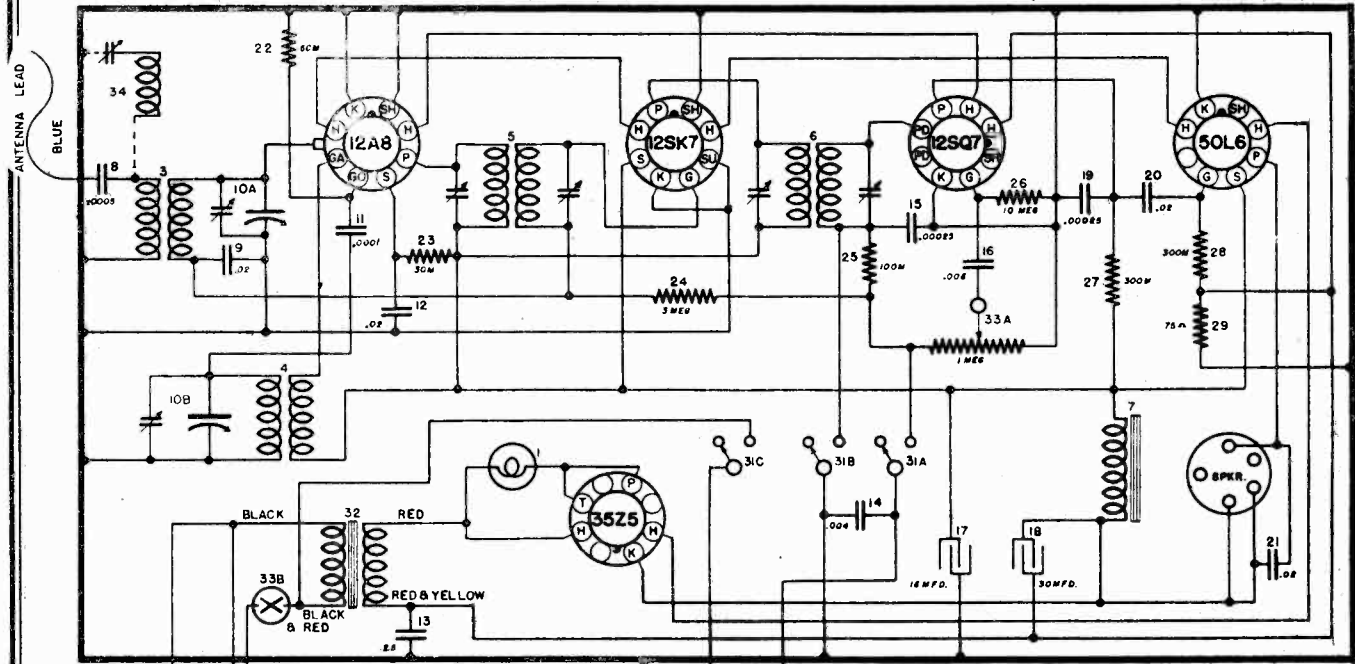 ANTENNA LEAD
BLUE
34
8
.00005
3
10A
9
.02
22
50M
K
SH
H
H
12A8
GA
P
GO
S
11
.0001
23
30M
12
.02
5
P
SH
H
H
12SK7
S
SU
K
G
24
3 MEG
6
P
H
PD
H
12SQ7
PD
SH
K
G
15
.00025
25
100M
26
10 MEG
16
.006
33A
1 MEG
19
.00025
20
.02
27
300M
K
SH
H
H
50L6
P
G
S
28
300M
29
75Ω
10B
4
1
P
T
35Z5
H
H
K
31C
31B
31A
14
.004
17
16 MFD.
18
30 MFD.
7
SPKR.
21
.02
BLACK
32
RED
33B
BLACK
& RED
RED & YELLOW
13
.25